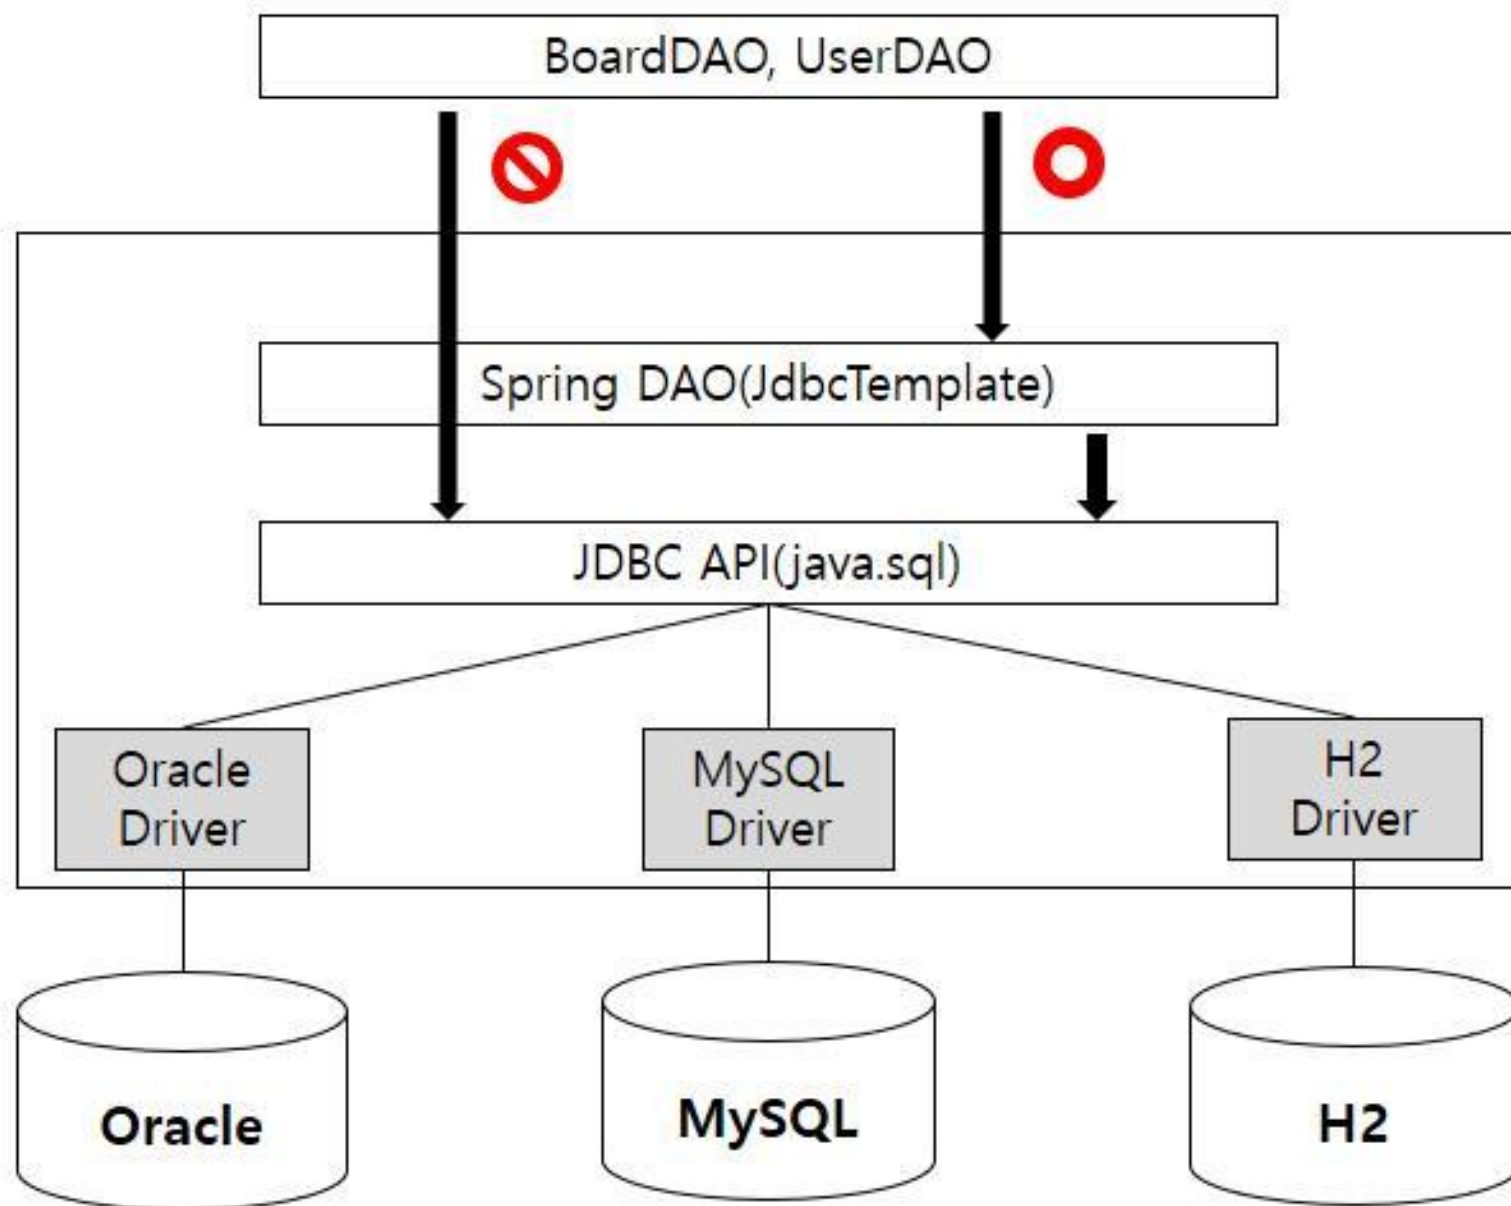 BoardDAO, UserDAO
Spring DAO(JdbcTemplate)
JDBC API(java.sql)
Oracle
Driver
MySQL
Driver
H2
Driver
Oracle
MySQL
H2